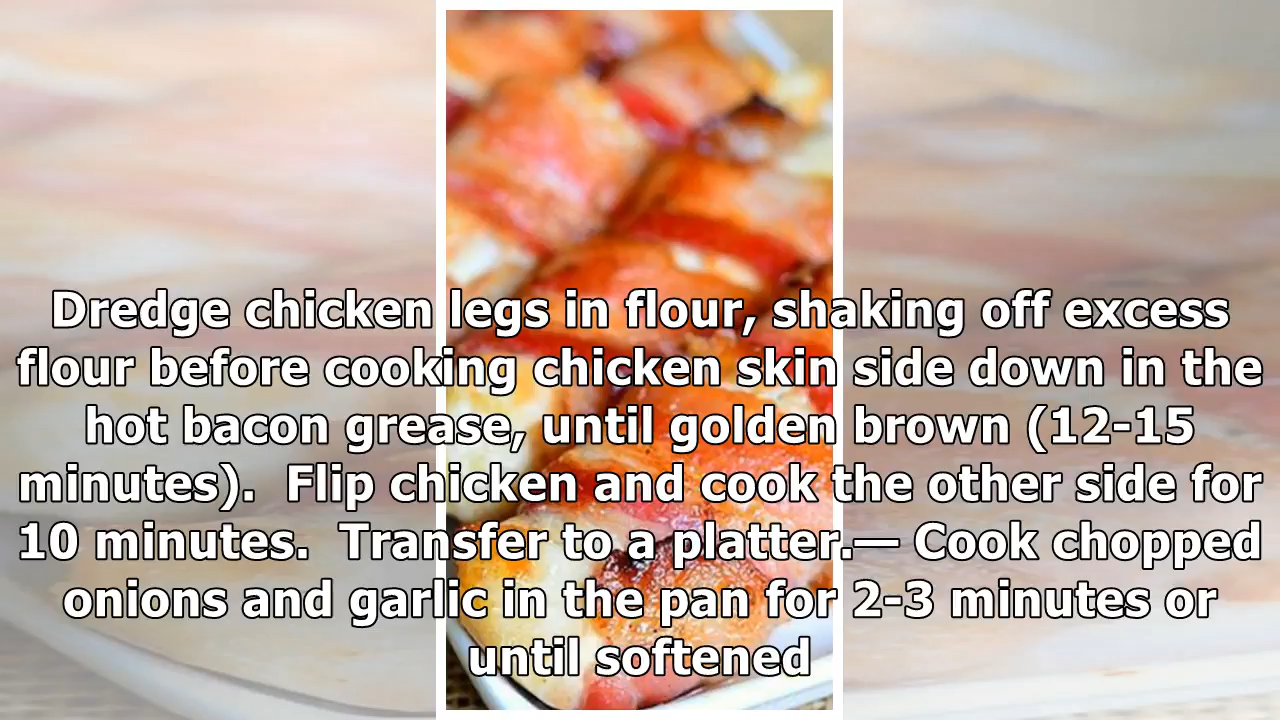 Dredge chicken legs in flour, shaking off excess
flour before cooking chicken skin side down in the
hot bacon grease, until golden brown (12-15
minutes).  Flip chicken and cook the other side for
10 minutes.  Transfer to a platter.— Cook chopped
onions and garlic in the pan for 2-3 minutes or
until softened